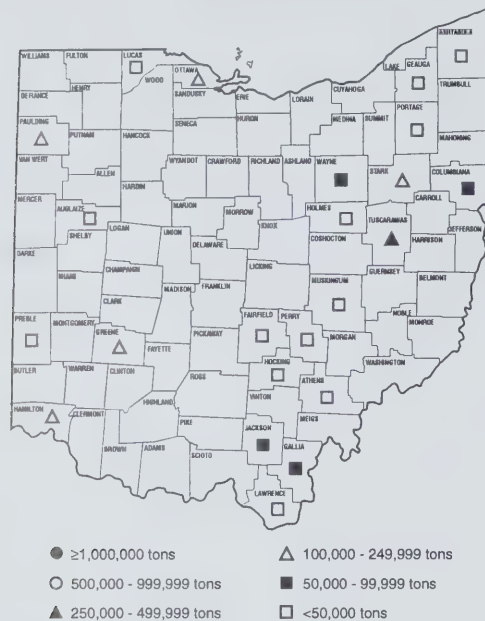 ASHTABULA
WILLIAMS FULTON LUCAS
OTTAWA
LAKE GEAUGA
WOOD
HENRY
SANDUSKY ERIE
CUYAHOGA
TRUMBULL
DEFIANCE
LORAIN
PORTAGE
PAULDING
SENECA HURON
MEDINA SUMMIT
MAHONING
PUTNAM HANCOCK
VAN WERT
WYANDOT CRAWFORD RICHLAND ASHLAND WAYNE
STARK
COLUMBIANA
ALLEN
HARDIN
CARROLL
MERCER
MARION
HOLMES
TUSCARAWAS
JEFFERSON
AUGLAIZE
MORROW
KNOX
LOGAN
UNION
COSHOCTON
HARRISON
SHELBY
DELAWARE
DARKE
LICKING
GUERNSEY
BELMONT
MIAMI
CHAMPAIGN
MADISON FRANKLIN
MUSKINGUM
CLARK
NOBLE
MONROE
PREBLE
MONTGOMERY
FAIRFIELD PERRY
GREENE
PICKAWAY
MORGAN
FAYETTE
WASHINGTON
HOCKING
BUTLER WARREN CLINTON
ROSS
ATHENS
VINTON
HAMILTON CLERMONT
HIGHLAND
MEIGS
PIKE
JACKSON
GALLIA
BROWN ADAMS SCIOTO
LAWRENCE
≥1,000,000 tons
100,000 - 249,999 tons
500,000 - 999,999 tons
50,000 - 99,999 tons
250,000 - 499,999 tons
<50,000 tons